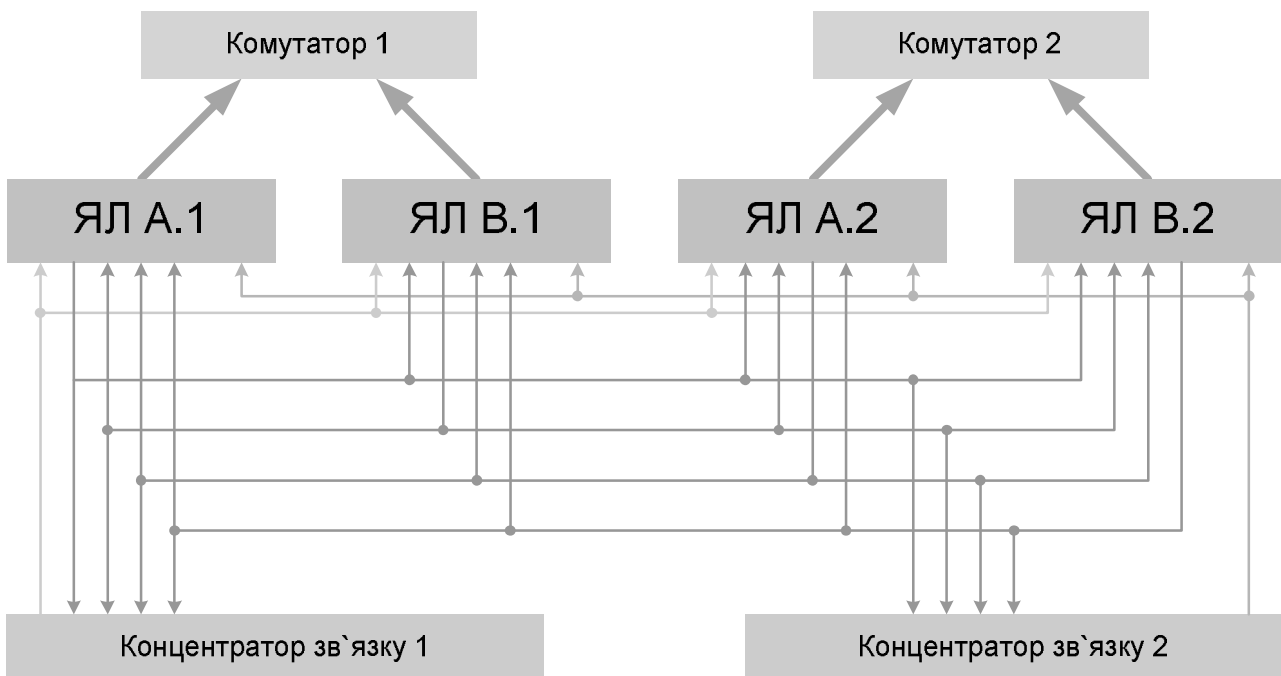 Комутатор 1
Комутатор 2
ЯЛ А.1
ЯЛ В.1
ЯЛ А.2
ЯЛ В.2
Концентратор зв`язку 1
Концентратор зв`язку 2